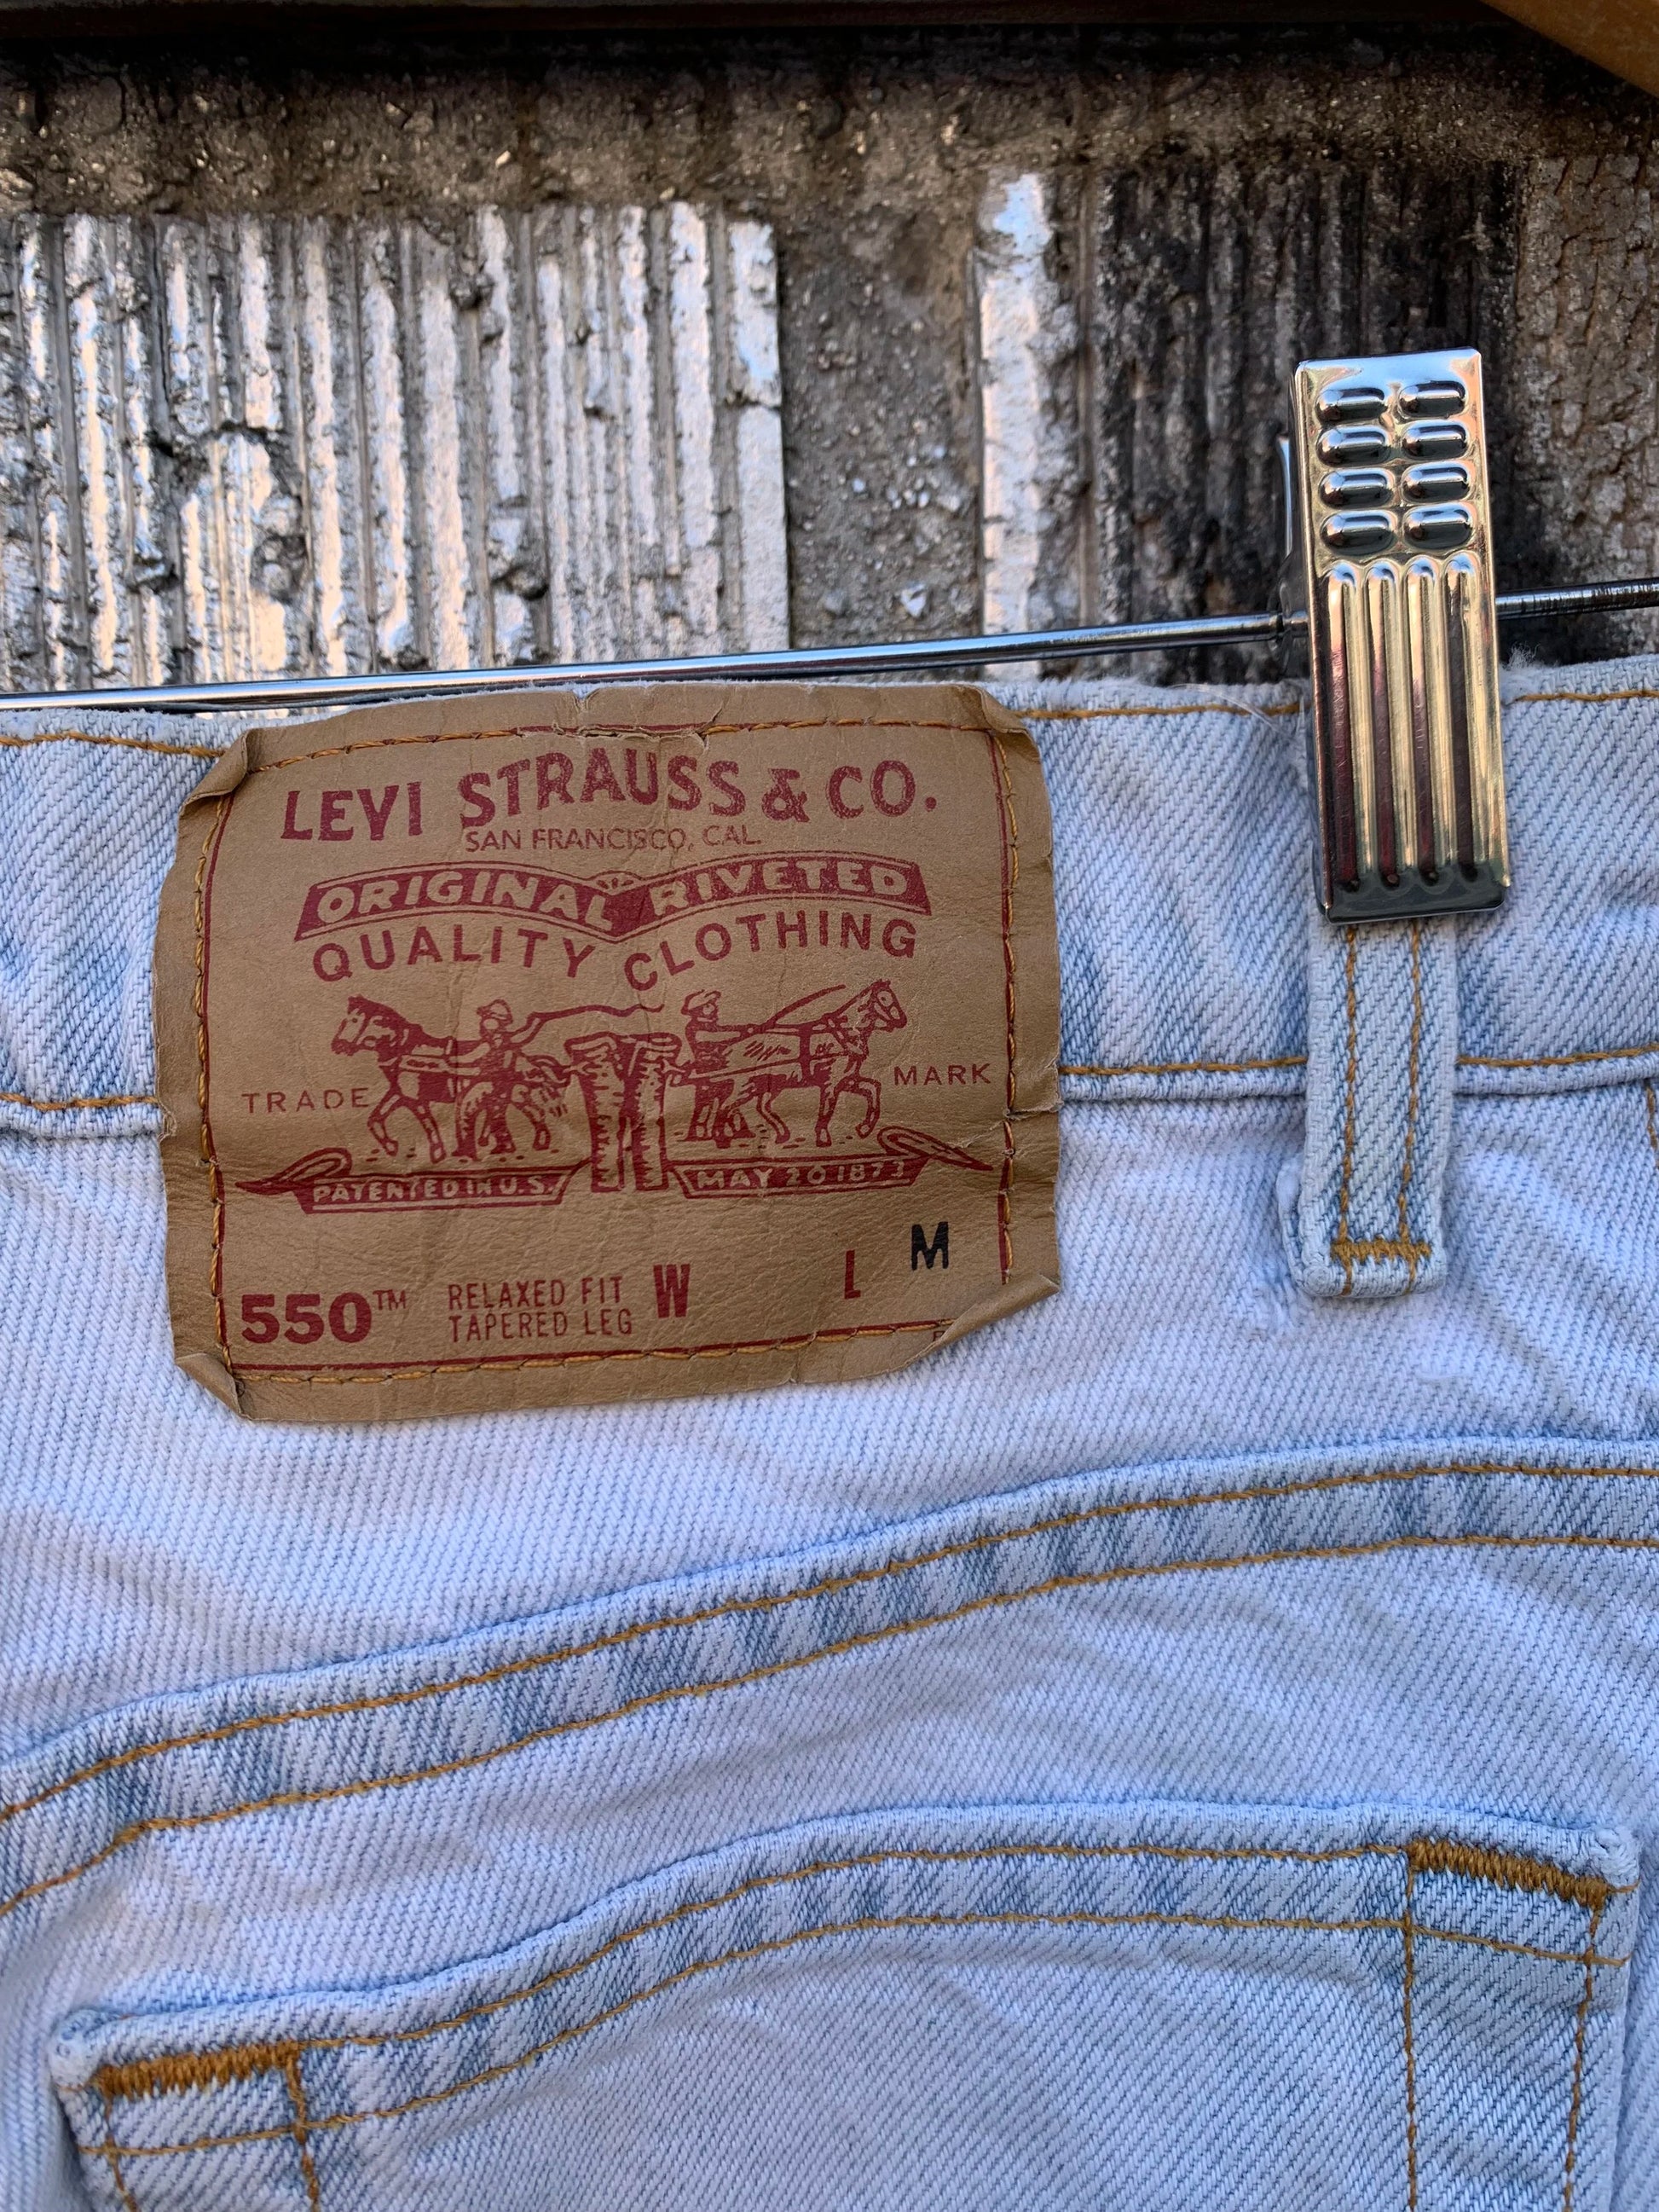 LEVI STRAUSS & CO.
SAN FRANCISCO, CAL.
ORIGINAL RIVETED
QUALITY CLOTHING
TRADE MARK
PATENTED IN U.S. MAY 20 1873
M
550™ RELAXED FIT W L
TAPERED LEG